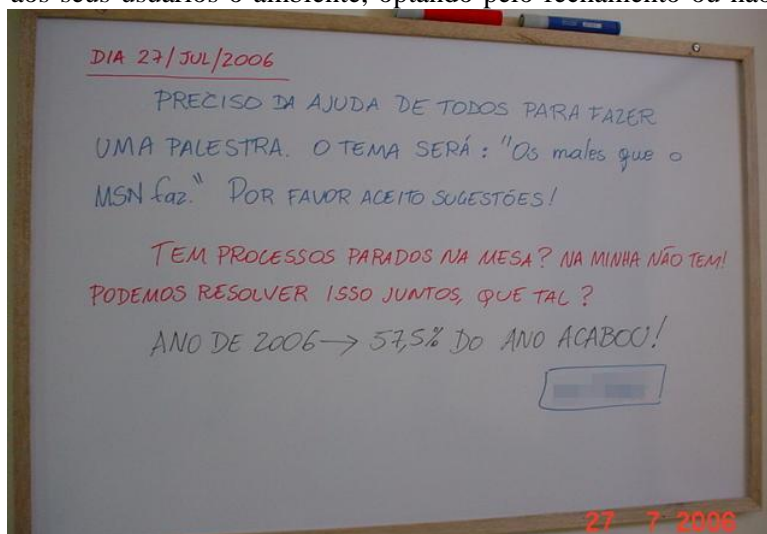 aos seus usuários o ambiente, optando pelo fechamento ou não
DIA 27/JUL/2006
PRECISO DA AJUDA DE TODOS PARA FAZER
UMA PALESTRA. O TEMA SERÁ: "Os males que o
MSN faz." POR FAVOR ACEITO SUGESTÕES!
TEM PROCESSOS PARADOS NA MESA? NA MINHA NÃO TEM!
PODEMOS RESOLVER ISSO JUNTOS, QUE TAL?
ANO DE 2006 → 57,5% DO ANO ACABOU!
27 7 2006